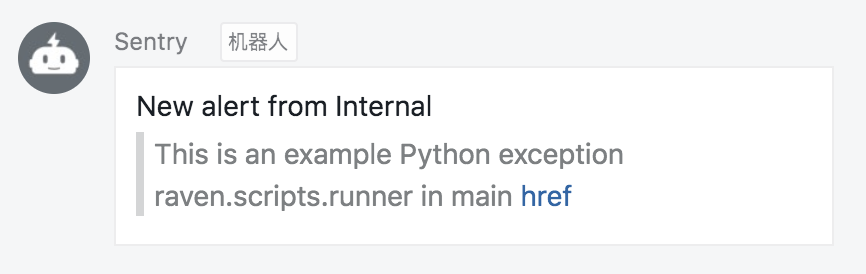 Sentry 机器人
New alert from Internal
This is an example Python exception
raven.scripts.runner in main href